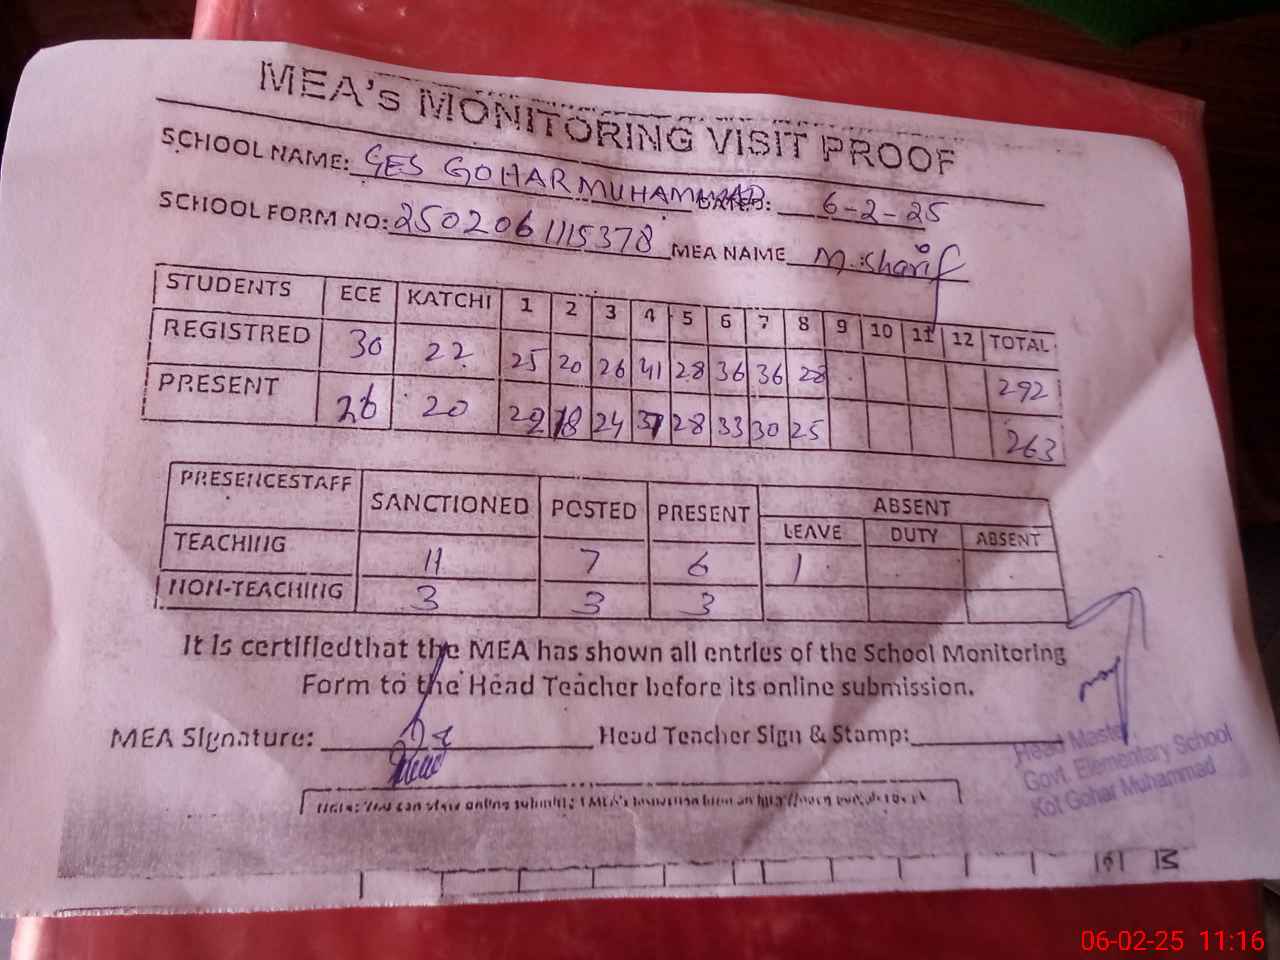 MEA's MONITORING VISIT PROOF
SCHOOL NAME: GES GOHAR MUHAMMAD DATED: 6-2-25
SCHOOL FORM NO: 2502061115378 MEA NAME M. Sharif
STUDENTS ECE KATCHI 1 2 3 4 5 6 7 8 9 10 11 12 TOTAL
REGISTRED 30 22 25 20 26 41 28 36 36 28 292
PRESENT 26 20 22 18 24 37 28 33 30 25 263
PRESENCESTAFF SANCTIONED POSTED PRESENT ABSENT
LEAVE DUTY ABSENT
TEACHING 11 7 6 1
NON-TEACHING 3 3 3
It is certifiedthat the MEA has shown all entries of the School Monitoring
Form to the Head Teacher before its online submission.
MEA Signature: Head Teacher Sign & Stamp:
Head Master
Govt. Elementary School
Kot Gohar Muhammad
06-02-25 11:16